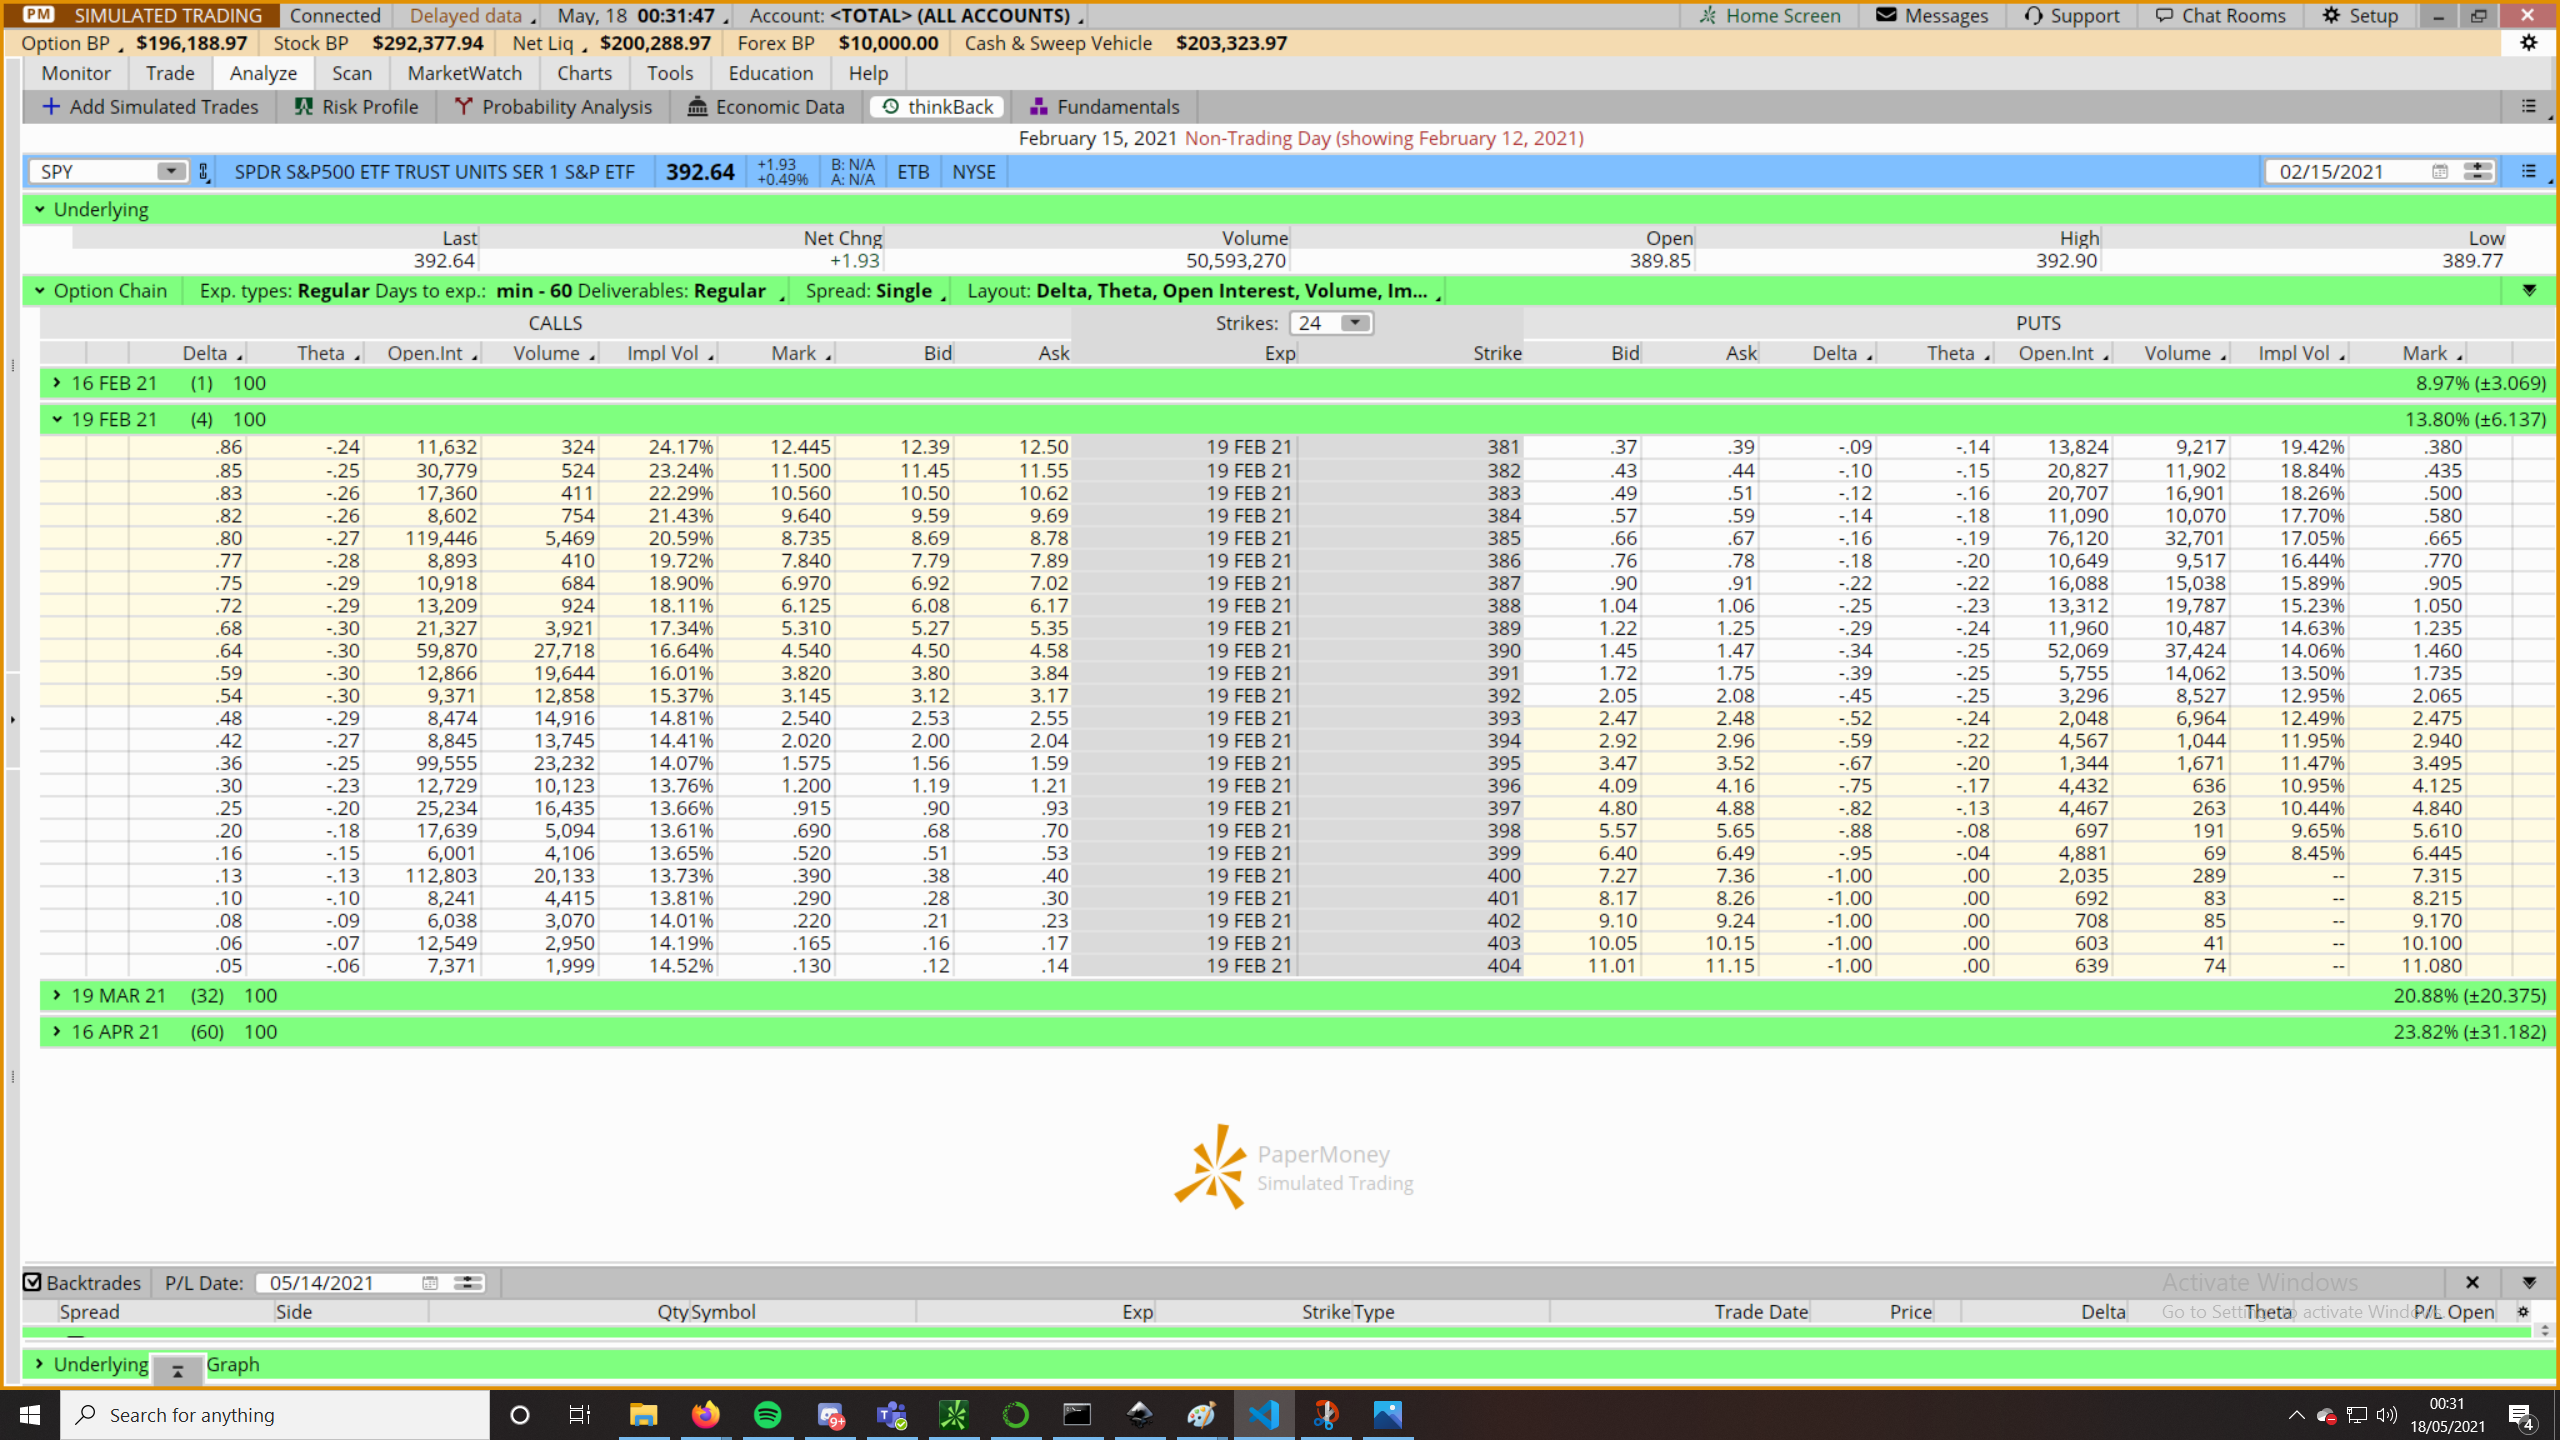 PM SIMULATED TRADING Connected Delayed data May, 18 00:31:47 Account: <TOTAL> (ALL ACCOUNTS) Home Screen Messages Support Chat Rooms Setup
Option BP $196,188.97 Stock BP $292,377.94 Net Liq $200,288.97 Forex BP $10,000.00 Cash & Sweep Vehicle $203,323.97
Monitor Trade Analyze Scan MarketWatch Charts Tools Education Help
Add Simulated Trades Risk Profile Probability Analysis Economic Data thinkBack Fundamentals
February 15, 2021 Non-Trading Day (showing February 12, 2021)
SPY SPDR S&P500 ETF TRUST UNITS SER 1 S&P ETF 392.64 +1.93 +0.49% B: N/A A: N/A ETB NYSE 02/15/2021
Underlying
Last Net Chng Volume Open High Low
392.64 +1.93 50,593,270 389.85 392.90 389.77
Option Chain Exp. types: Regular Days to exp.: min - 60 Deliverables: Regular Spread: Single Layout: Delta, Theta, Open Interest, Volume, Im...
CALLS Strikes: 24 PUTS
Delta Theta Open.Int Volume Impl Vol Mark Bid Ask Exp Strike Bid Ask Delta Theta Open.Int Volume Impl Vol Mark
16 FEB 21 (1) 100 8.97% (±3.069)
19 FEB 21 (4) 100 13.80% (±6.137)
.86 -.24 11,632 324 24.17% 12.445 12.39 12.50 19 FEB 21 381 .37 .39 -.09 -.14 13,824 9,217 19.42% .380
.85 -.25 30,779 524 23.24% 11.500 11.45 11.55 19 FEB 21 382 .43 .44 -.10 -.15 20,827 11,902 18.84% .435
.83 -.26 17,360 411 22.29% 10.560 10.50 10.62 19 FEB 21 383 .49 .51 -.12 -.16 20,707 16,901 18.26% .500
.82 -.26 8,602 754 21.43% 9.640 9.59 9.69 19 FEB 21 384 .57 .59 -.14 -.18 11,090 10,070 17.70% .580
.80 -.27 119,446 5,469 20.59% 8.735 8.69 8.78 19 FEB 21 385 .66 .67 -.16 -.19 76,120 32,701 17.05% .665
.77 -.28 8,893 410 19.72% 7.840 7.79 7.89 19 FEB 21 386 .76 .78 -.18 -.20 10,649 9,517 16.44% .770
.75 -.29 10,918 684 18.90% 6.970 6.92 7.02 19 FEB 21 387 .90 .91 -.22 -.22 16,088 15,038 15.89% .905
.72 -.29 13,209 924 18.11% 6.125 6.08 6.17 19 FEB 21 388 1.04 1.06 -.25 -.23 13,312 19,787 15.23% 1.050
.68 -.30 21,327 3,921 17.34% 5.310 5.27 5.35 19 FEB 21 389 1.22 1.25 -.29 -.24 11,960 10,487 14.63% 1.235
.64 -.30 59,870 27,718 16.64% 4.540 4.50 4.58 19 FEB 21 390 1.45 1.47 -.34 -.25 52,069 37,424 14.06% 1.460
.59 -.30 12,866 19,644 16.01% 3.820 3.80 3.84 19 FEB 21 391 1.72 1.75 -.39 -.25 5,755 14,062 13.50% 1.735
.54 -.30 9,371 12,858 15.37% 3.145 3.12 3.17 19 FEB 21 392 2.05 2.08 -.45 -.25 3,296 8,527 12.95% 2.065
.48 -.29 8,474 14,916 14.81% 2.540 2.53 2.55 19 FEB 21 393 2.47 2.48 -.52 -.24 2,048 6,964 12.49% 2.475
.42 -.27 8,845 13,745 14.41% 2.020 2.00 2.04 19 FEB 21 394 2.92 2.96 -.59 -.22 4,567 1,044 11.95% 2.940
.36 -.25 99,555 23,232 14.07% 1.575 1.56 1.59 19 FEB 21 395 3.47 3.52 -.67 -.20 1,344 1,671 11.47% 3.495
.30 -.23 12,729 10,123 13.76% 1.200 1.19 1.21 19 FEB 21 396 4.09 4.16 -.75 -.17 4,432 636 10.95% 4.125
.25 -.20 25,234 16,435 13.66% .915 .90 .93 19 FEB 21 397 4.80 4.88 -.82 -.13 4,467 263 10.44% 4.840
.20 -.18 17,639 5,094 13.61% .690 .68 .70 19 FEB 21 398 5.57 5.65 -.88 -.08 697 191 9.65% 5.610
.16 -.15 6,001 4,106 13.65% .520 .51 .53 19 FEB 21 399 6.40 6.49 -.95 -.04 4,881 69 8.45% 6.445
.13 -.13 112,803 20,133 13.73% .390 .38 .40 19 FEB 21 400 7.27 7.36 -1.00 .00 2,035 289 -- 7.315
.10 -.10 8,241 4,415 13.81% .290 .28 .30 19 FEB 21 401 8.17 8.26 -1.00 .00 692 83 -- 8.215
.08 -.09 6,038 3,070 14.01% .220 .21 .23 19 FEB 21 402 9.10 9.24 -1.00 .00 708 85 -- 9.170
.06 -.07 12,549 2,950 14.19% .165 .16 .17 19 FEB 21 403 10.05 10.15 -1.00 .00 603 41 -- 10.100
.05 -.06 7,371 1,999 14.52% .130 .12 .14 19 FEB 21 404 11.01 11.15 -1.00 .00 639 74 -- 11.080
19 MAR 21 (32) 100 20.88% (±20.375)
16 APR 21 (60) 100 23.82% (±31.182)
PaperMoney
Simulated Trading
Backtrades P/L Date: 05/14/2021 Activate Windows
Spread Side Qty Symbol Exp Strike Type Trade Date Price Delta Theta P/L Open
Go to Settings to activate Windows.
Underlying Graph
Search for anything 9+ 00:31
18/05/2021 4